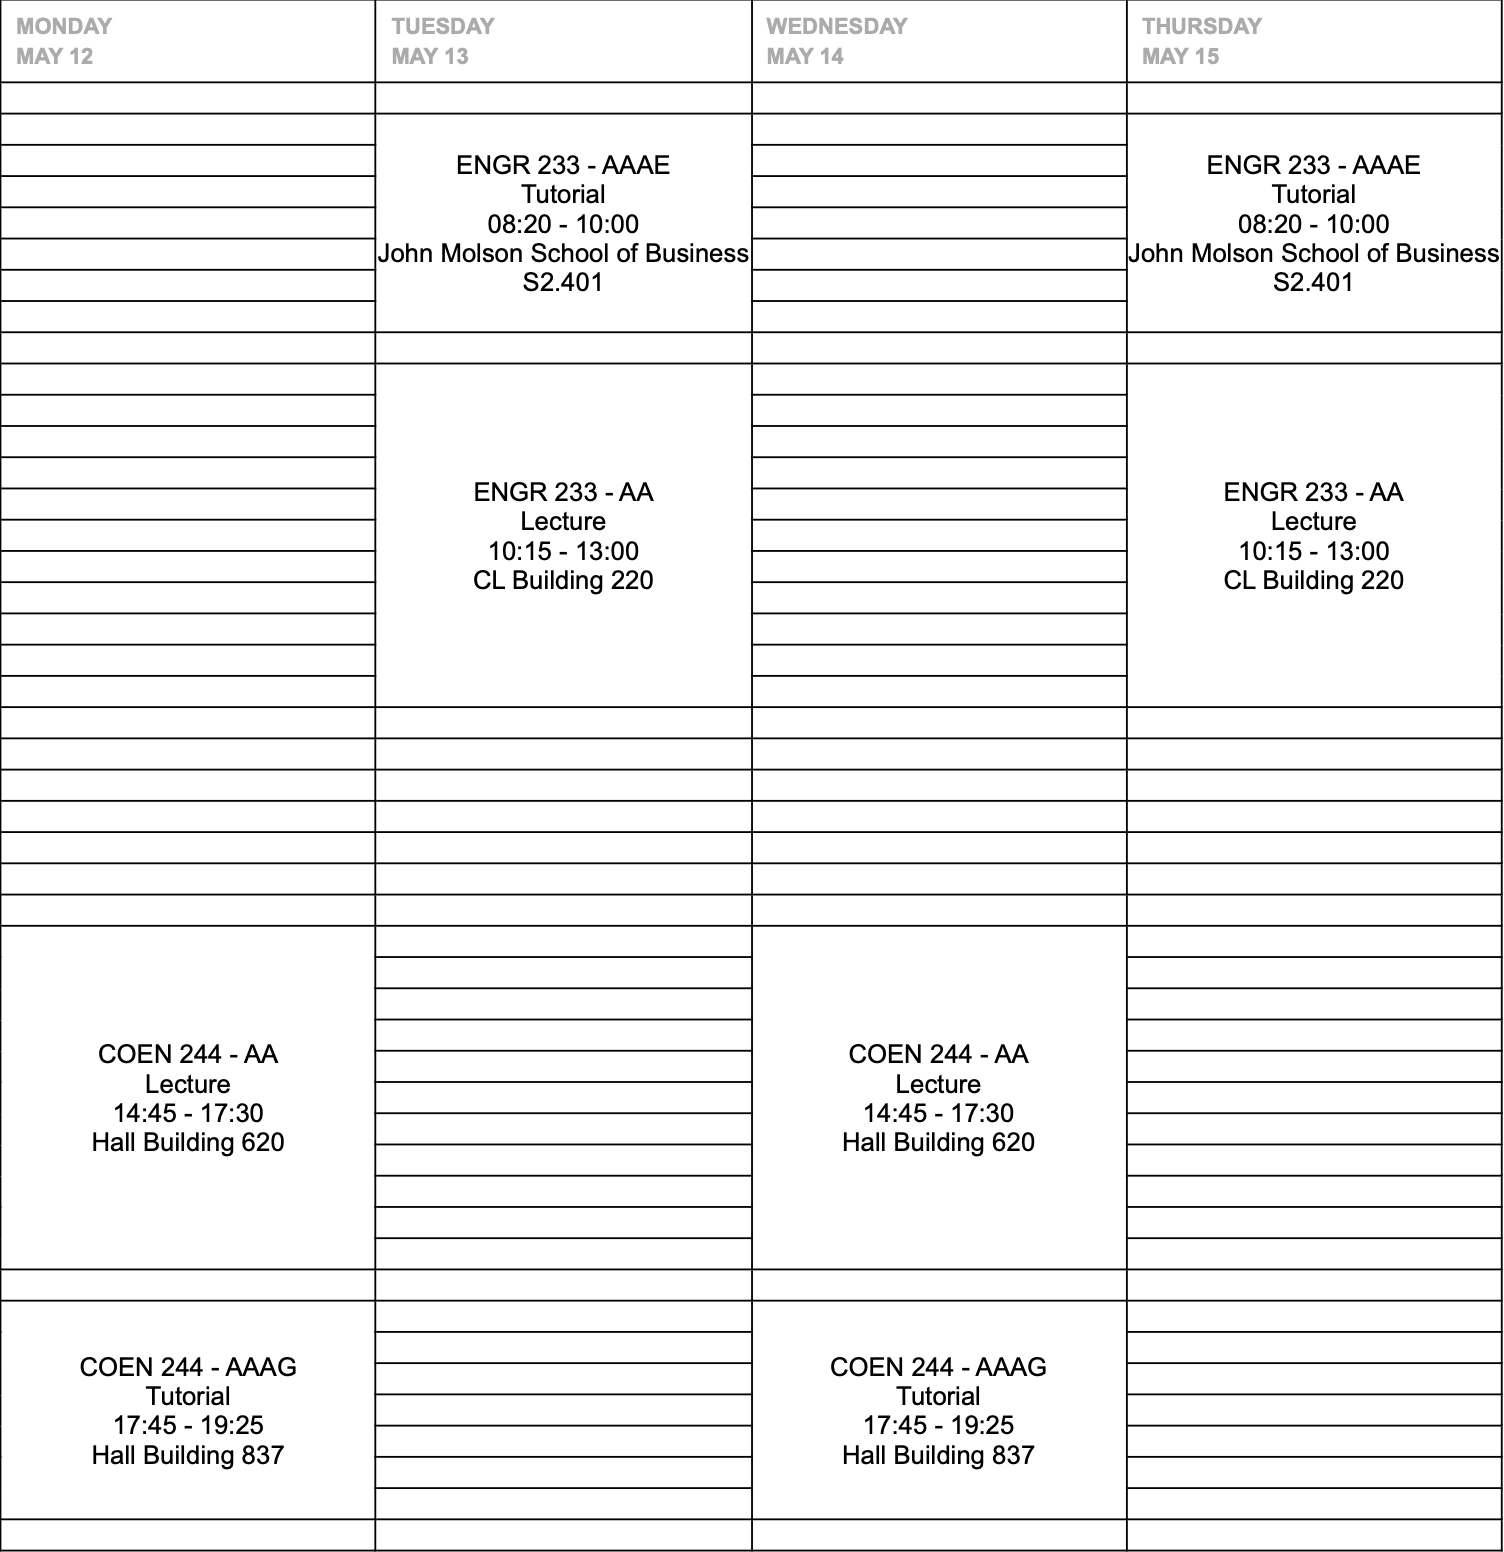 MONDAY
MAY 12
TUESDAY
MAY 13
WEDNESDAY
MAY 14
THURSDAY
MAY 15
ENGR 233 - AAAE
Tutorial
08:20 - 10:00
John Molson School of Business
S2.401
ENGR 233 - AAAE
Tutorial
08:20 - 10:00
John Molson School of Business
S2.401
ENGR 233 - AA
Lecture
10:15 - 13:00
CL Building 220
ENGR 233 - AA
Lecture
10:15 - 13:00
CL Building 220
COEN 244 - AA
Lecture
14:45 - 17:30
Hall Building 620
COEN 244 - AA
Lecture
14:45 - 17:30
Hall Building 620
COEN 244 - AAAG
Tutorial
17:45 - 19:25
Hall Building 837
COEN 244 - AAAG
Tutorial
17:45 - 19:25
Hall Building 837